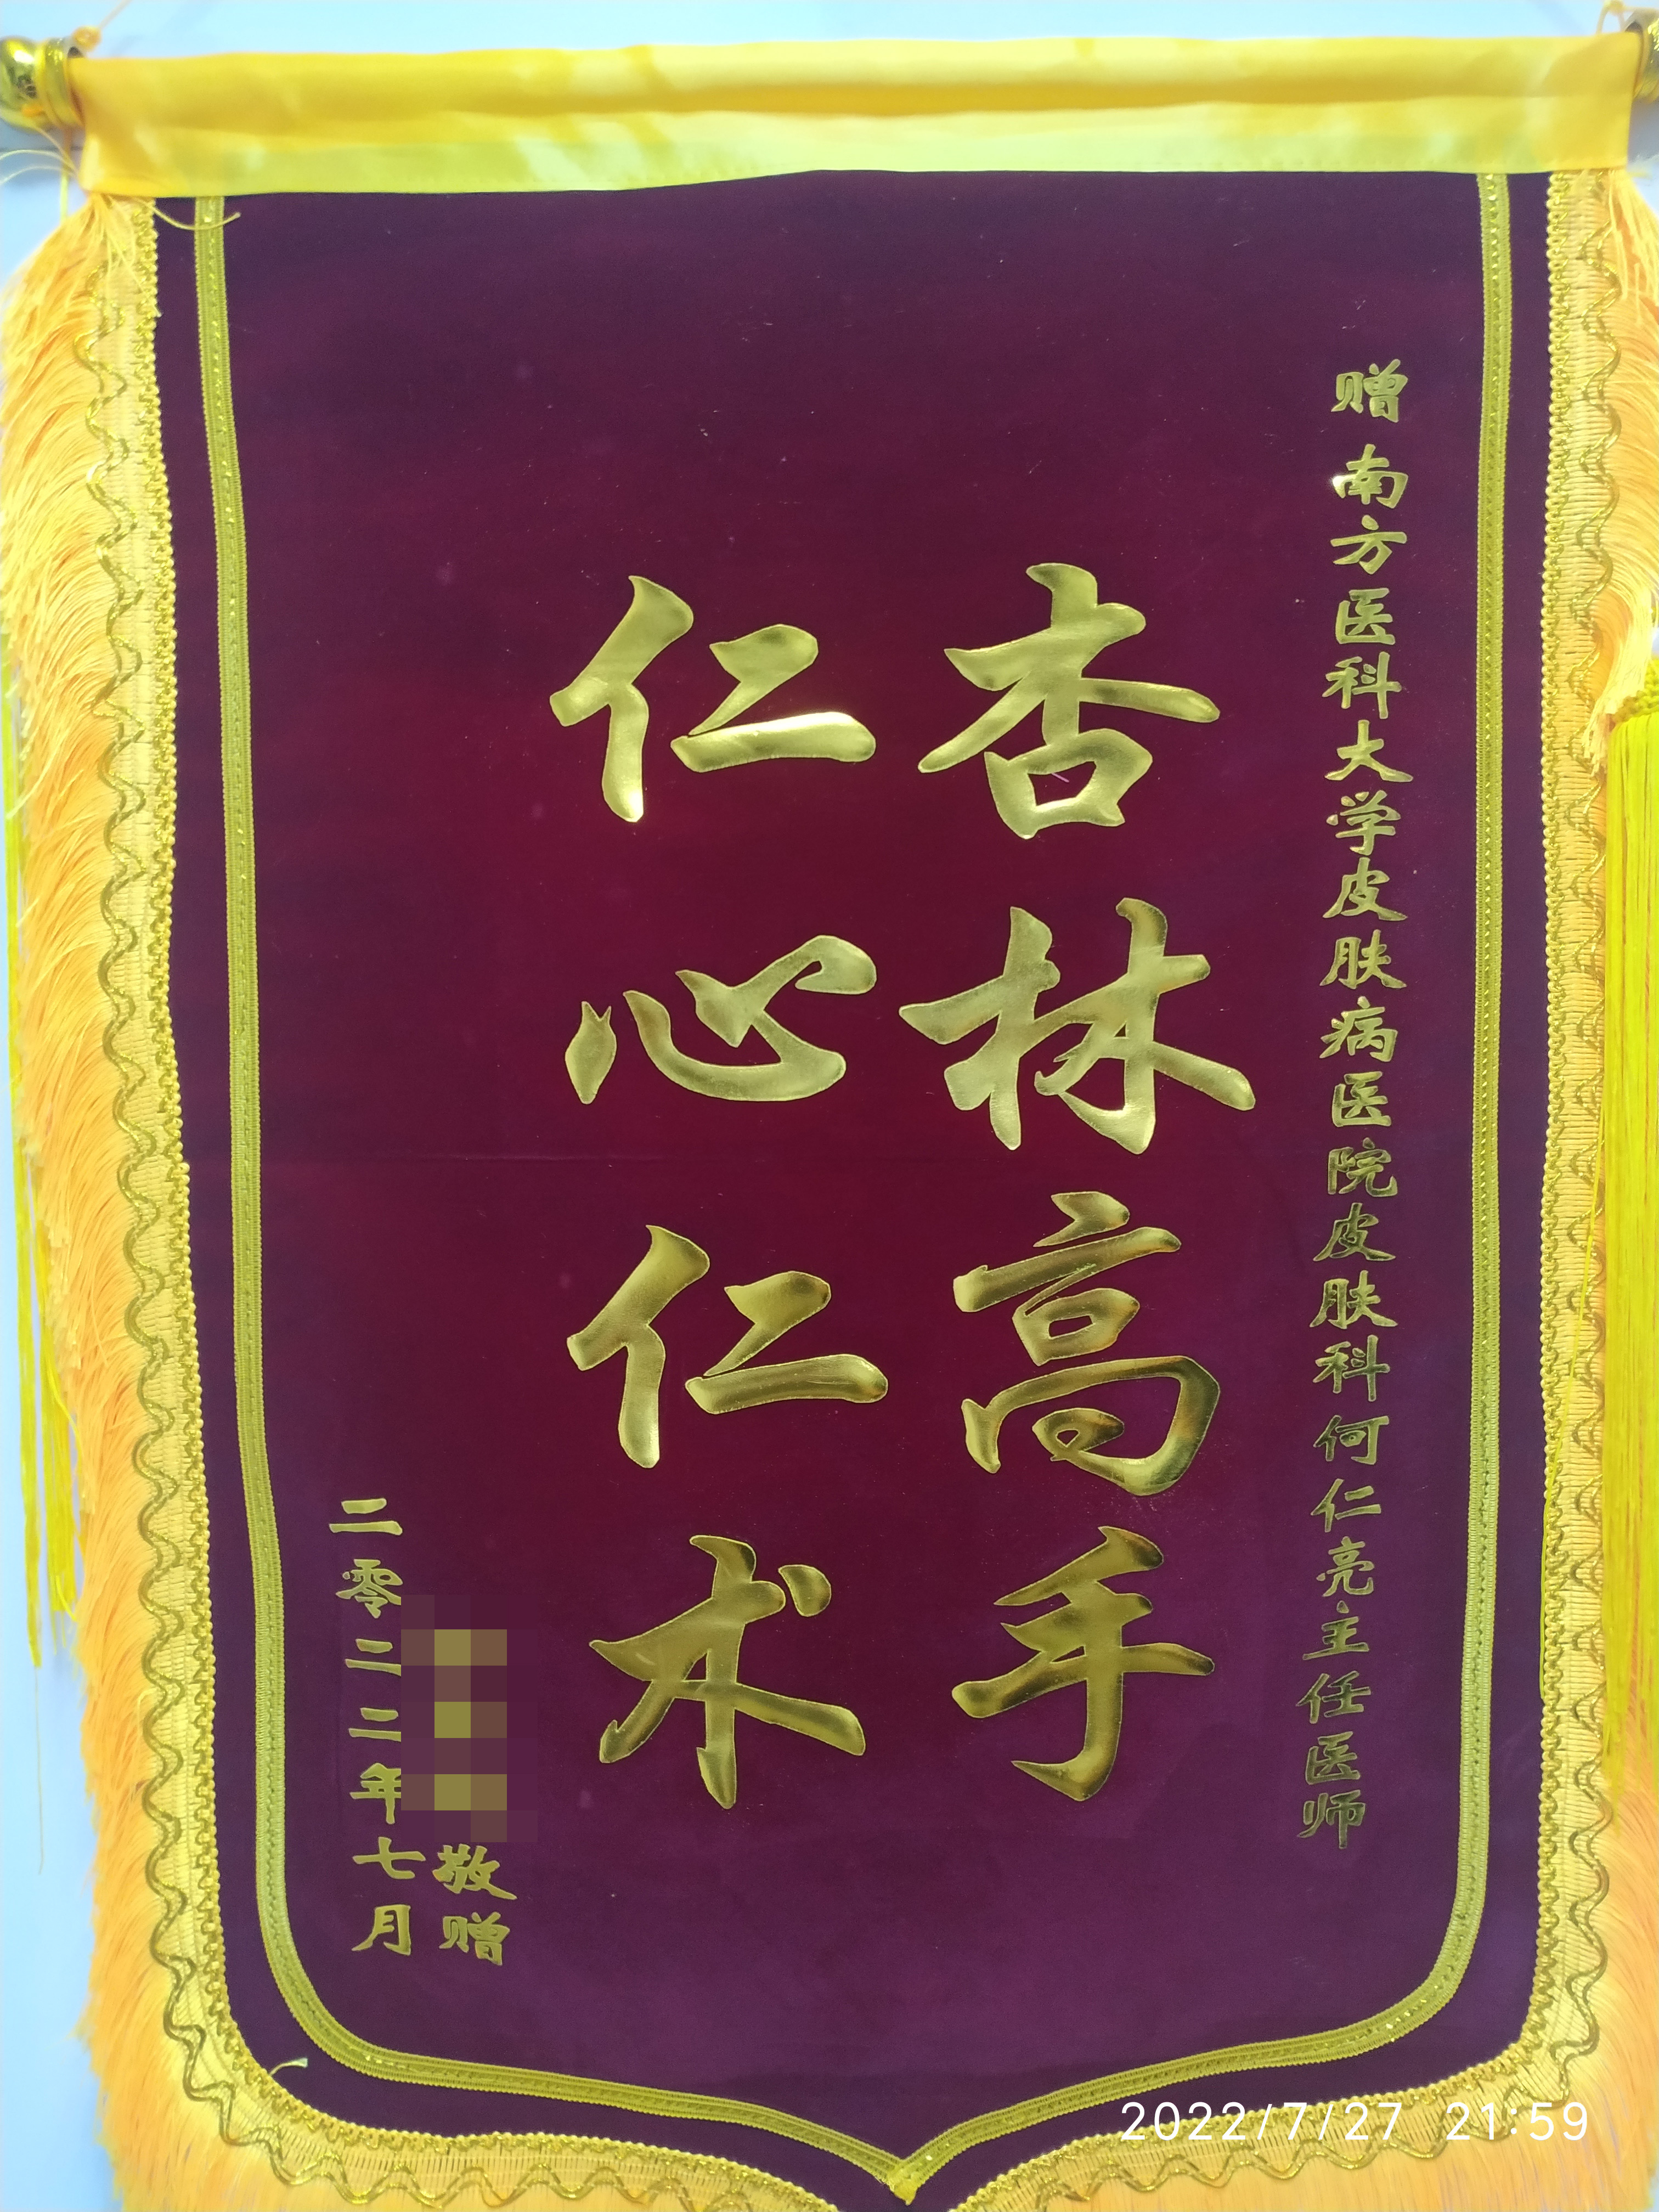 赠 南方医科大学皮肤病医院皮肤科何仁亮主任医师
杏林高手
仁心仁术
敬赠
二零二二年七月
2022/7/27 21:59